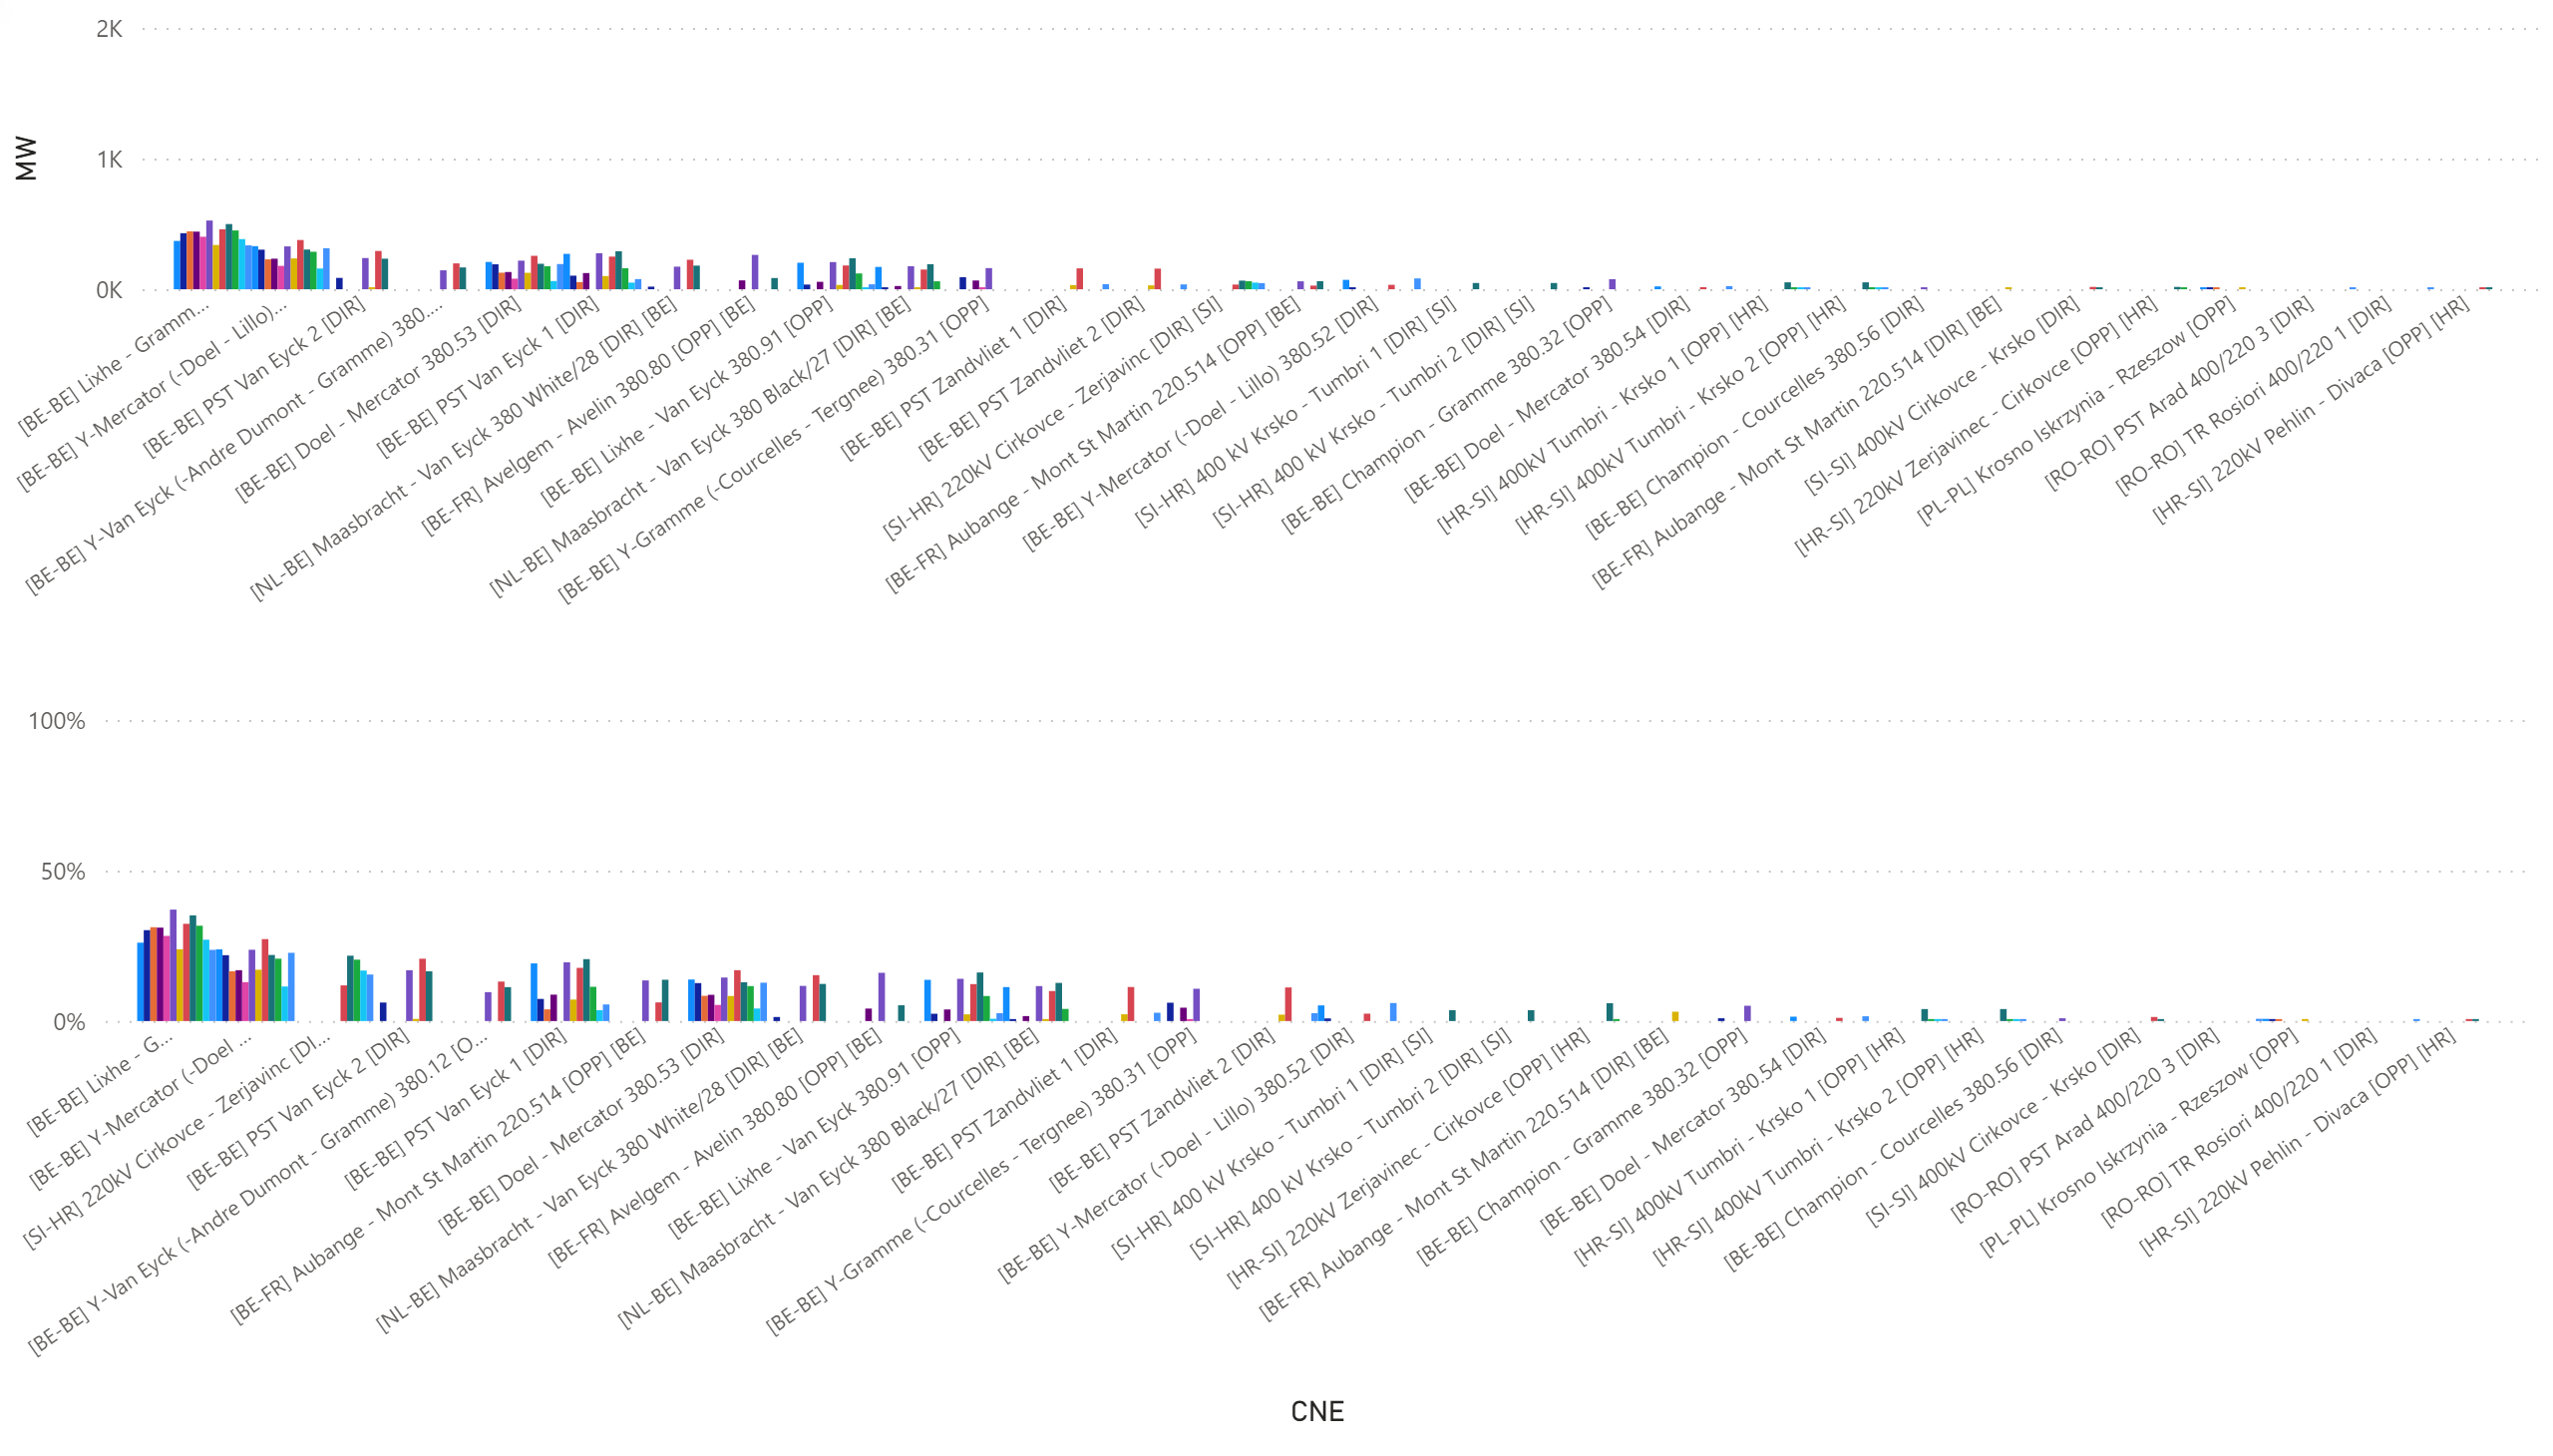 2K
1K
0K
MW
[BE-BE] Lixhe - Gramm...
[BE-BE] Y-Mercator (-Doel - Lillo)...
[BE-BE] PST Van Eyck 2 [DIR]
[BE-BE] Y-Van Eyck (-Andre Dumont - Gramme) 380....
[BE-BE] Doel - Mercator 380.53 [DIR]
[BE-BE] PST Van Eyck 1 [DIR]
[NL-BE] Maasbracht - Van Eyck 380 White/28 [DIR] [BE]
[BE-FR] Avelgem - Avelin 380.80 [OPP] [BE]
[BE-BE] Lixhe - Van Eyck 380.91 [OPP]
[NL-BE] Maasbracht - Van Eyck 380 Black/27 [DIR] [BE]
[BE-BE] Y-Gramme (-Courcelles - Tergnee) 380.31 [OPP]
[BE-BE] PST Zandvliet 1 [DIR]
[BE-BE] PST Zandvliet 2 [DIR]
[SI-HR] 220kV Cirkovce - Zerjavinc [DIR] [SI]
[BE-FR] Aubange - Mont St Martin 220.514 [OPP] [BE]
[BE-BE] Y-Mercator (-Doel - Lillo) 380.52 [DIR]
[SI-HR] 400 kV Krsko - Tumbri 1 [DIR] [SI]
[SI-HR] 400 kV Krsko - Tumbri 2 [DIR] [SI]
[BE-BE] Champion - Gramme 380.32 [OPP]
[BE-BE] Doel - Mercator 380.54 [DIR]
[HR-SI] 400kV Tumbri - Krsko 1 [OPP] [HR]
[HR-SI] 400kV Tumbri - Krsko 2 [OPP] [HR]
[BE-BE] Champion - Courcelles 380.56 [DIR]
[BE-FR] Aubange - Mont St Martin 220.514 [DIR] [BE]
[SI-SI] 400kV Cirkovce - Krsko [DIR]
[HR-SI] 220kV Zerjavinec - Cirkovce [OPP] [HR]
[PL-PL] Krosno Iskrzynia - Rzeszow [OPP]
[RO-RO] PST Arad 400/220 3 [DIR]
[RO-RO] TR Rosiori 400/220 1 [DIR]
[HR-SI] 220kV Pehlin - Divaca [OPP] [HR]
100%
50%
0%
[BE-BE] Lixhe - G...
[BE-BE] Y-Mercator (-Doel ...
[SI-HR] 220kV Cirkovce - Zerjavinc [DI...
[BE-BE] PST Van Eyck 2 [DIR]
[BE-BE] Y-Van Eyck (-Andre Dumont - Gramme) 380.12 [O...
[BE-BE] PST Van Eyck 1 [DIR]
[BE-FR] Aubange - Mont St Martin 220.514 [OPP] [BE]
[BE-BE] Doel - Mercator 380.53 [DIR]
[NL-BE] Maasbracht - Van Eyck 380 White/28 [DIR] [BE]
[BE-FR] Avelgem - Avelin 380.80 [OPP] [BE]
[BE-BE] Lixhe - Van Eyck 380.91 [OPP]
[NL-BE] Maasbracht - Van Eyck 380 Black/27 [DIR] [BE]
[BE-BE] PST Zandvliet 1 [DIR]
[BE-BE] Y-Gramme (-Courcelles - Tergnee) 380.31 [OPP]
[BE-BE] PST Zandvliet 2 [DIR]
[BE-BE] Y-Mercator (-Doel - Lillo) 380.52 [DIR]
[SI-HR] 400 kV Krsko - Tumbri 1 [DIR] [SI]
[SI-HR] 400 kV Krsko - Tumbri 2 [DIR] [SI]
[HR-SI] 220kV Zerjavinec - Cirkovce [OPP] [HR]
[BE-FR] Aubange - Mont St Martin 220.514 [DIR] [BE]
[BE-BE] Champion - Gramme 380.32 [OPP]
[BE-BE] Doel - Mercator 380.54 [DIR]
[HR-SI] 400kV Tumbri - Krsko 1 [OPP] [HR]
[HR-SI] 400kV Tumbri - Krsko 2 [OPP] [HR]
[BE-BE] Champion - Courcelles 380.56 [DIR]
[SI-SI] 400kV Cirkovce - Krsko [DIR]
[RO-RO] PST Arad 400/220 3 [DIR]
[PL-PL] Krosno Iskrzynia - Rzeszow [OPP]
[RO-RO] TR Rosiori 400/220 1 [DIR]
[HR-SI] 220kV Pehlin - Divaca [OPP] [HR]
CNE